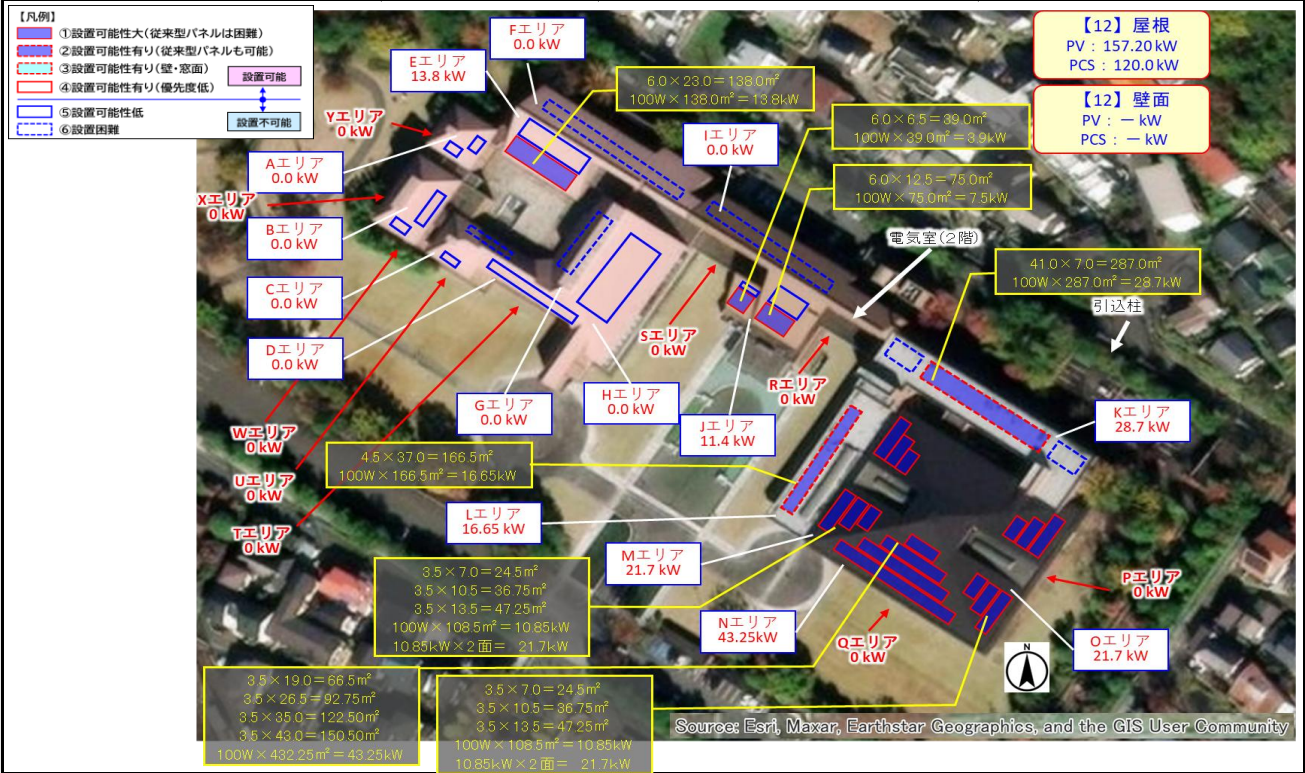 【凡例】
①設置可能性大(従来型パネルは困難)
②設置可能性有り(従来型パネルも可能)
③設置可能性有り(壁・窓面)
④設置可能性有り(優先度低)
⑤設置可能性低
⑥設置困難
設置可能
設置不可能
【12】屋根
PV：157.20kW
PCS：120.0kW
【12】壁面
PV：ー kW
PCS：ー kW
Fエリア
0.0 kW
Eエリア
13.8 kW
6.0×23.0＝138.0m²
100W×138.0m²＝13.8kW
Yエリア
0 kW
Iエリア
0.0 kW
6.0×6.5＝39.0m²
100W×39.0m²＝3.9kW
Aエリア
0.0 kW
6.0×12.5＝75.0m²
100W×75.0m²＝7.5kW
Xエリア
0 kW
Bエリア
0.0 kW
電気室(2階)
41.0×7.0＝287.0m²
100W×287.0m²＝28.7kW
Cエリア
0.0 kW
引込柱
Dエリア
0.0 kW
Sエリア
0 kW
Rエリア
0 kW
Gエリア
0.0 kW
Hエリア
0.0 kW
Jエリア
11.4 kW
Kエリア
28.7 kW
Wエリア
0 kW
4.5×37.0＝166.5m²
100W×166.5m²＝16.65kW
Uエリア
0 kW
Lエリア
16.65 kW
Tエリア
0 kW
Mエリア
21.7 kW
3.5×7.0＝24.5m²
3.5×10.5＝36.75m²
3.5×13.5＝47.25m²
100W×108.5m²＝10.85kW
10.85kW×2面＝ 21.7kW
Pエリア
0 kW
Nエリア
43.25kW
Qエリア
0 kW
Oエリア
21.7 kW
N
3.5×19.0＝66.5m²
3.5×26.5＝92.75m²
3.5×35.0＝122.50m²
3.5×43.0＝150.50m²
100W×432.25m²＝43.25kW
3.5×7.0＝24.5m²
3.5×10.5＝36.75m²
3.5×13.5＝47.25m²
100W×108.5m²＝10.85kW
10.85kW×2面＝ 21.7kW
Source: Esri, Maxar, Earthstar Geographics, and the GIS User Community